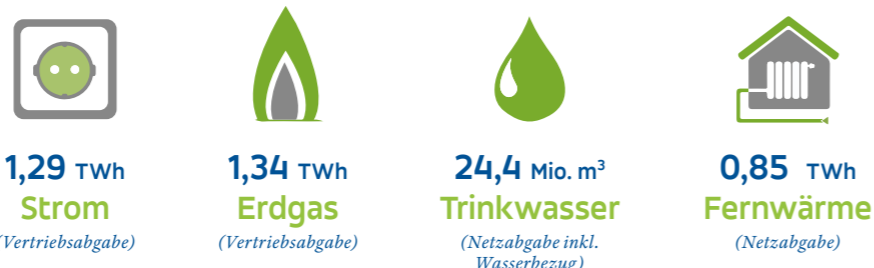 1,29 TWh
Strom
(Vertriebsabgabe)
1,34 TWh
Erdgas
(Vertriebsabgabe)
24,4 Mio. m³
Trinkwasser
(Netzabgabe inkl.
Wasserbezug)
0,85 TWh
Fernwärme
(Netzabgabe)